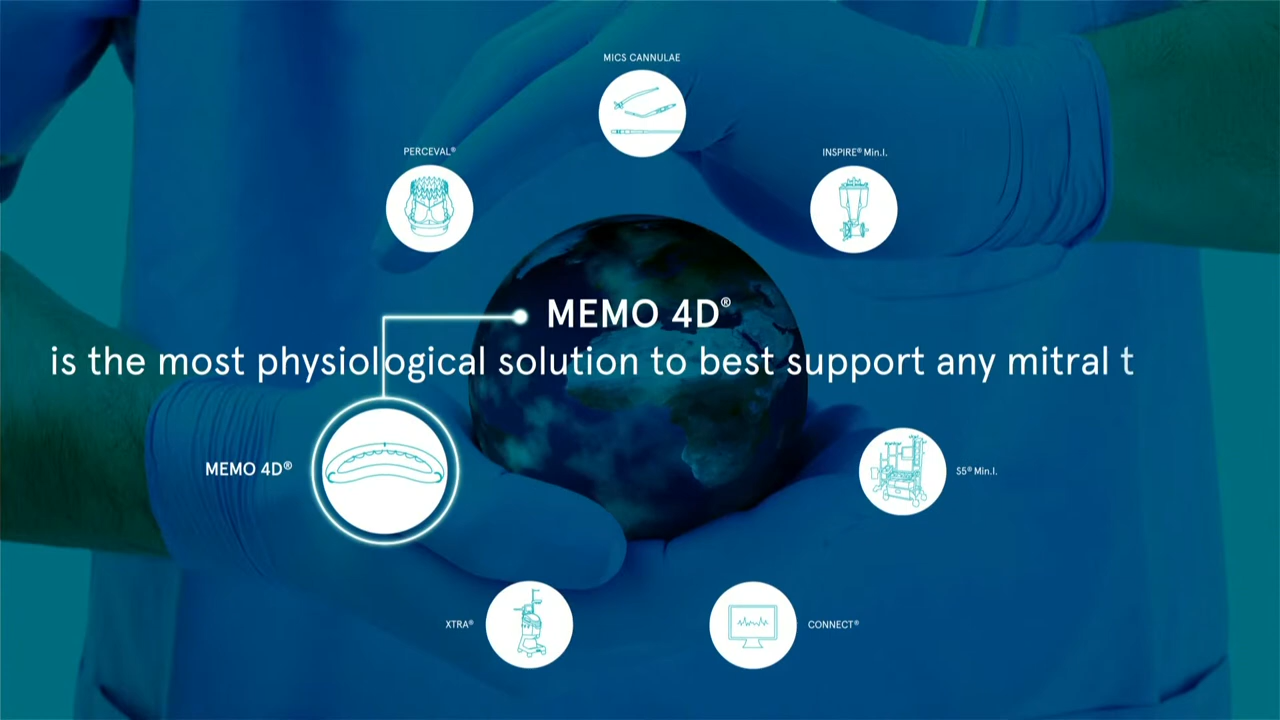 MICS CANNULAE
PERCEVAL®
INSPIRE® Min.I.
MEMO 4D®
is the most physiological solution to best support any mitral t
MEMO 4D®
S5® Min.I.
XTRA®
CONNECT®